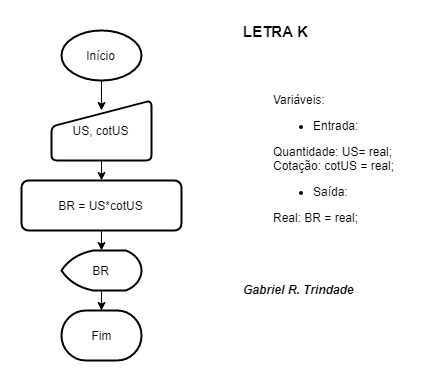 LETRA K
Início
US, cotUS
BR = US*cotUS
BR
Fim
Variáveis:
• Entrada:
Quantidade: US= real;
Cotação: cotUS = real;
• Saída:
Real: BR = real;
Gabriel R. Trindade